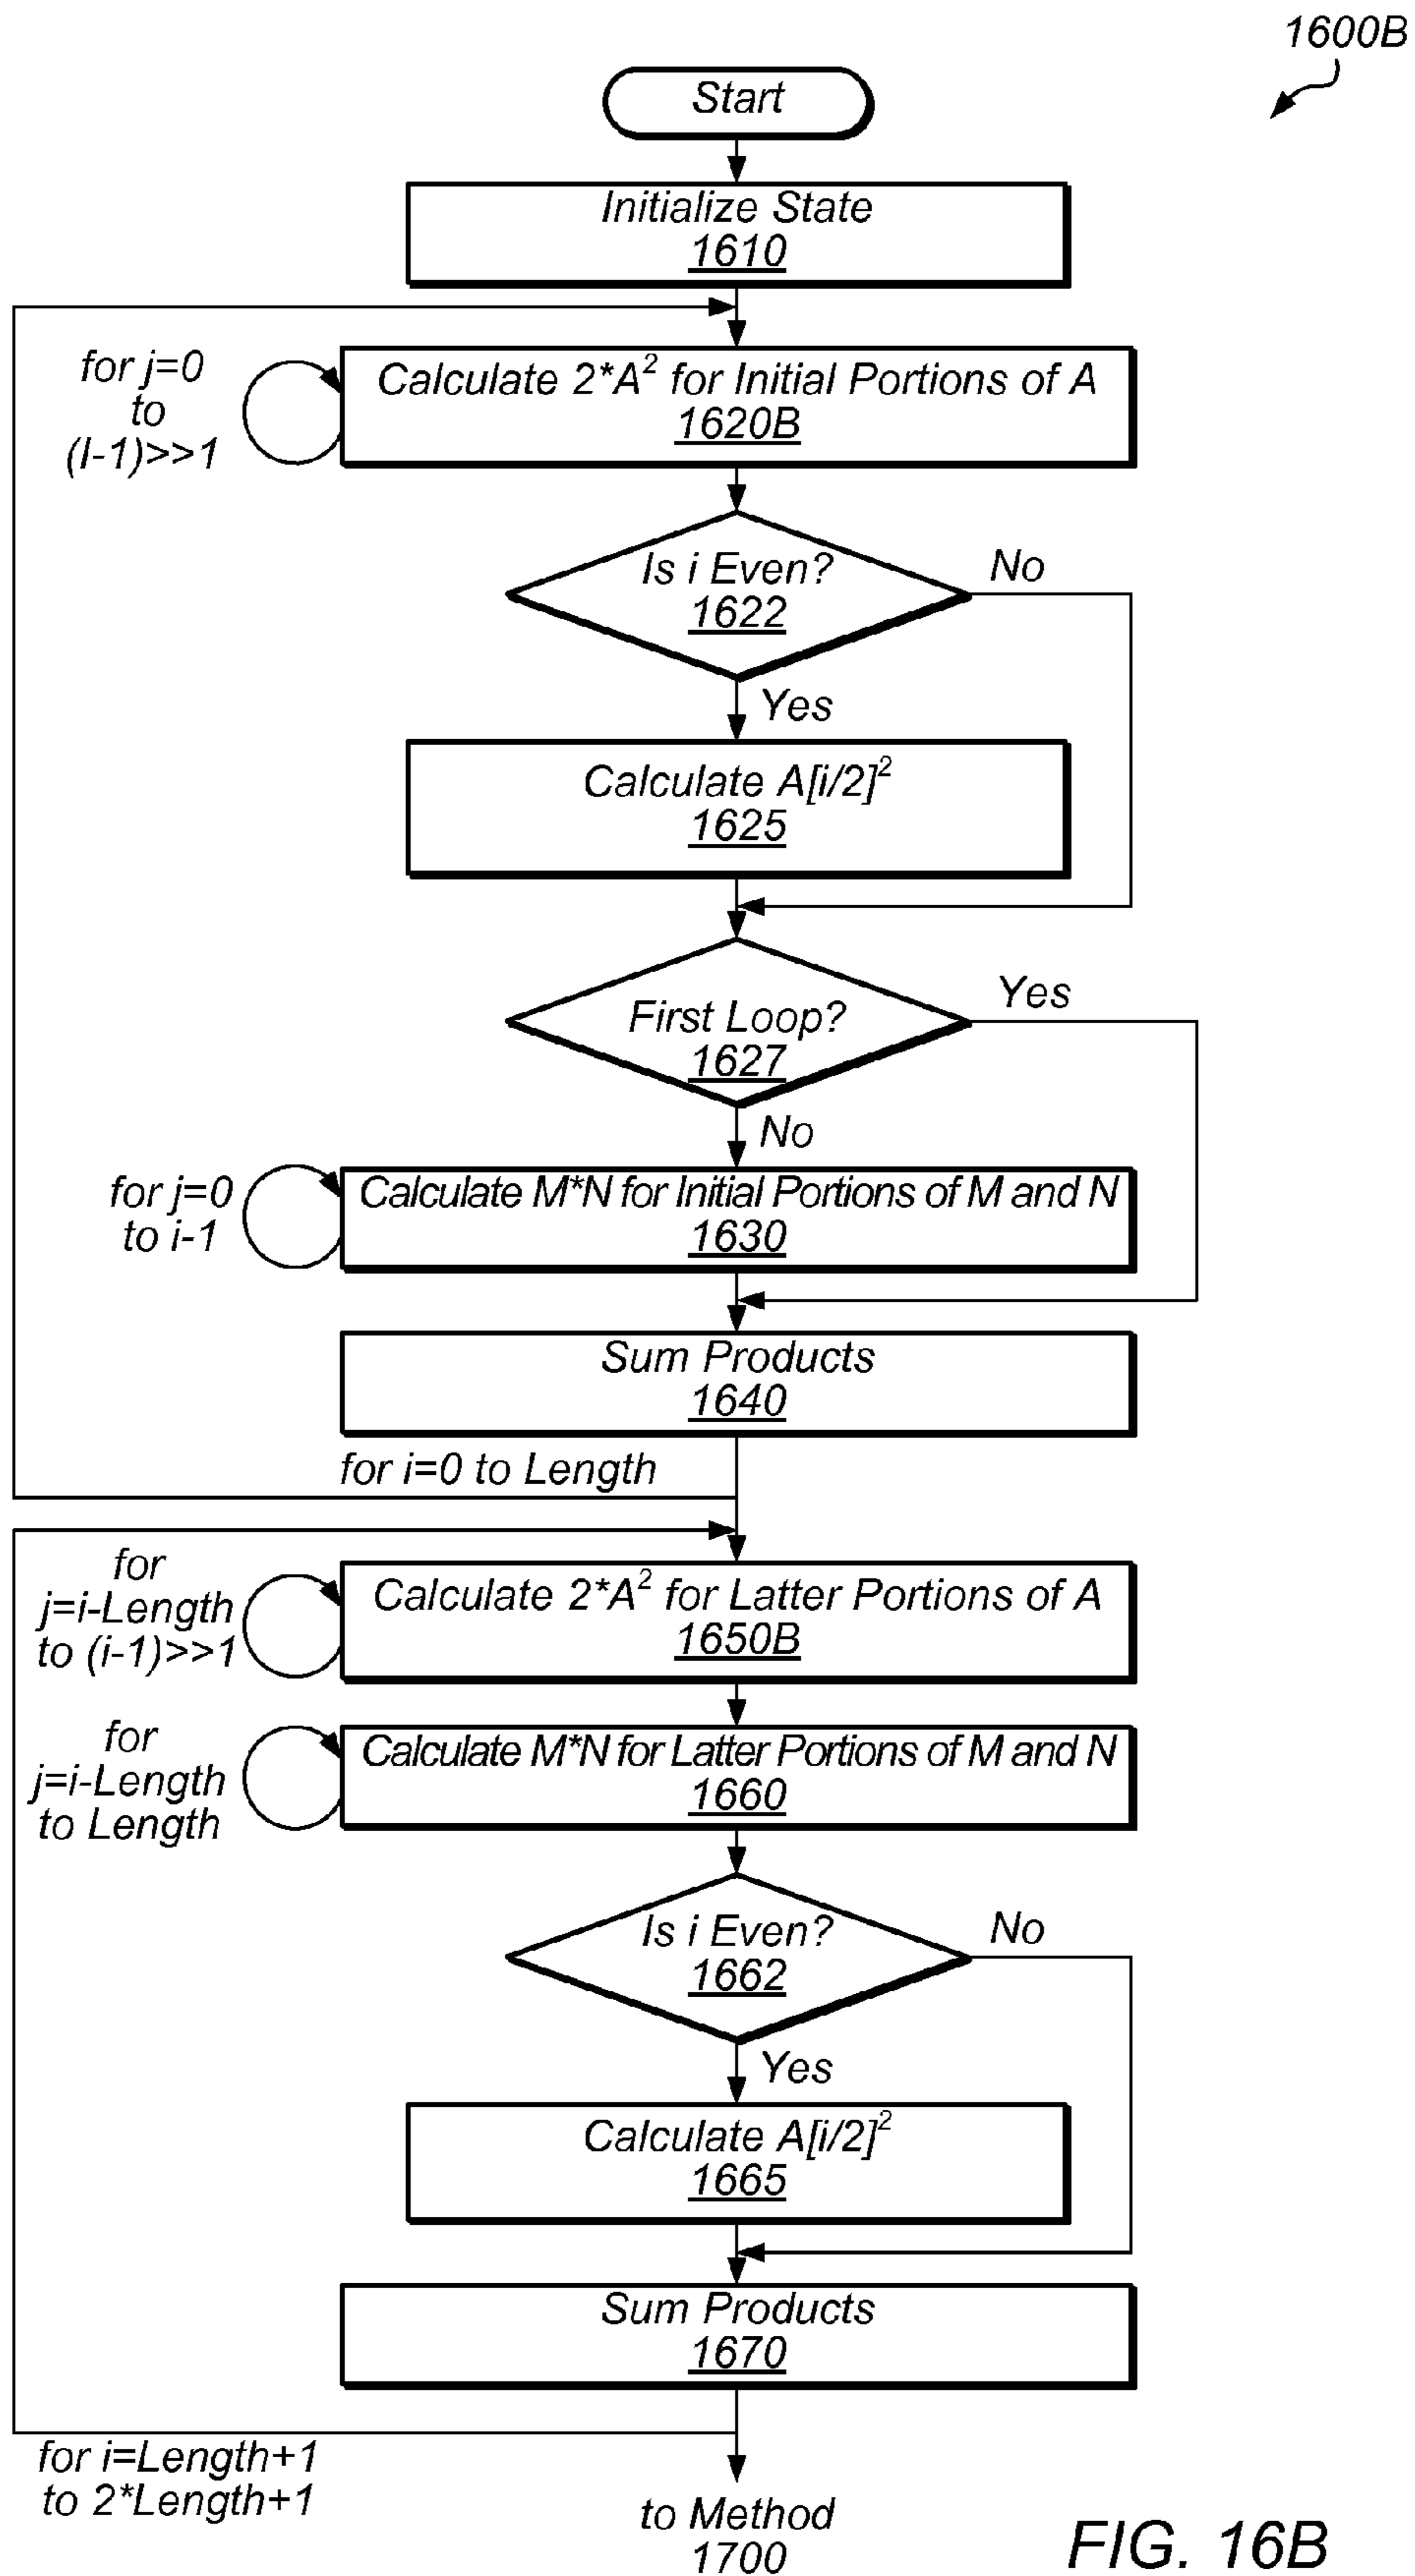 1600B
Start
Initialize State
1610
for j=0
to
(I-1)>>1
Calculate 2*A² for Initial Portions of A
1620B
Is i Even?
1622
No
Yes
Calculate A[i/2]²
1625
First Loop?
1627
Yes
No
for j=0
to i-1
Calculate M*N for Initial Portions of M and N
1630
Sum Products
1640
for i=0 to Length
for
j=i-Length
to (i-1)>>1
Calculate 2*A² for Latter Portions of A
1650B
for
j=i-Length
to Length
Calculate M*N for Latter Portions of M and N
1660
Is i Even?
1662
No
Yes
Calculate A[i/2]²
1665
Sum Products
1670
for i=Length+1
to 2*Length+1
to Method
1700
FIG. 16B